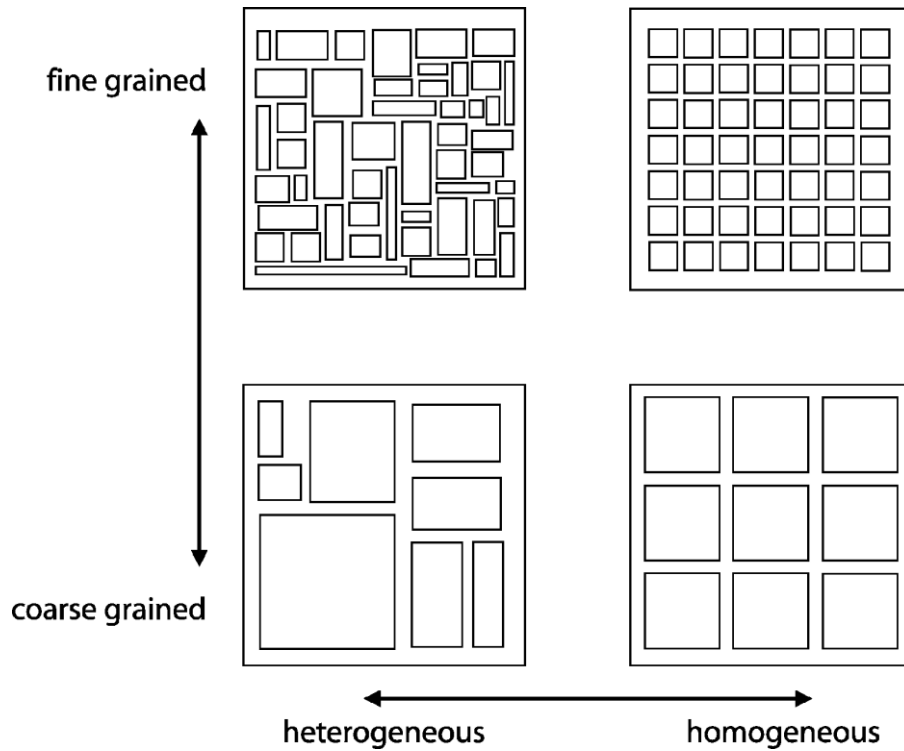 fine grained
coarse grained
heterogeneous
homogeneous